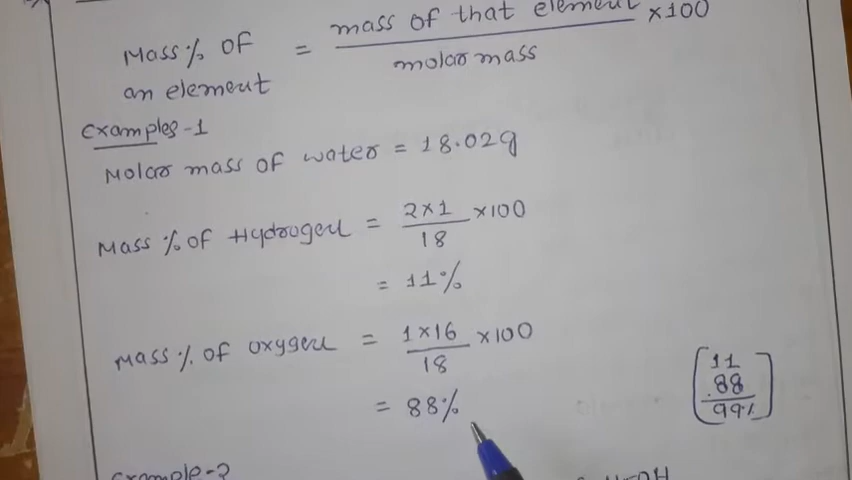 Mass % of an element = mass of that element / molar mass ×100
Examples-1
Molar mass of water = 18.02g
Mass % of Hydrogen = 2×1 / 18 ×100
= 11%
Mass % of oxygen = 1×16 / 18 ×100
= 88%
11
88
99%
Example-2